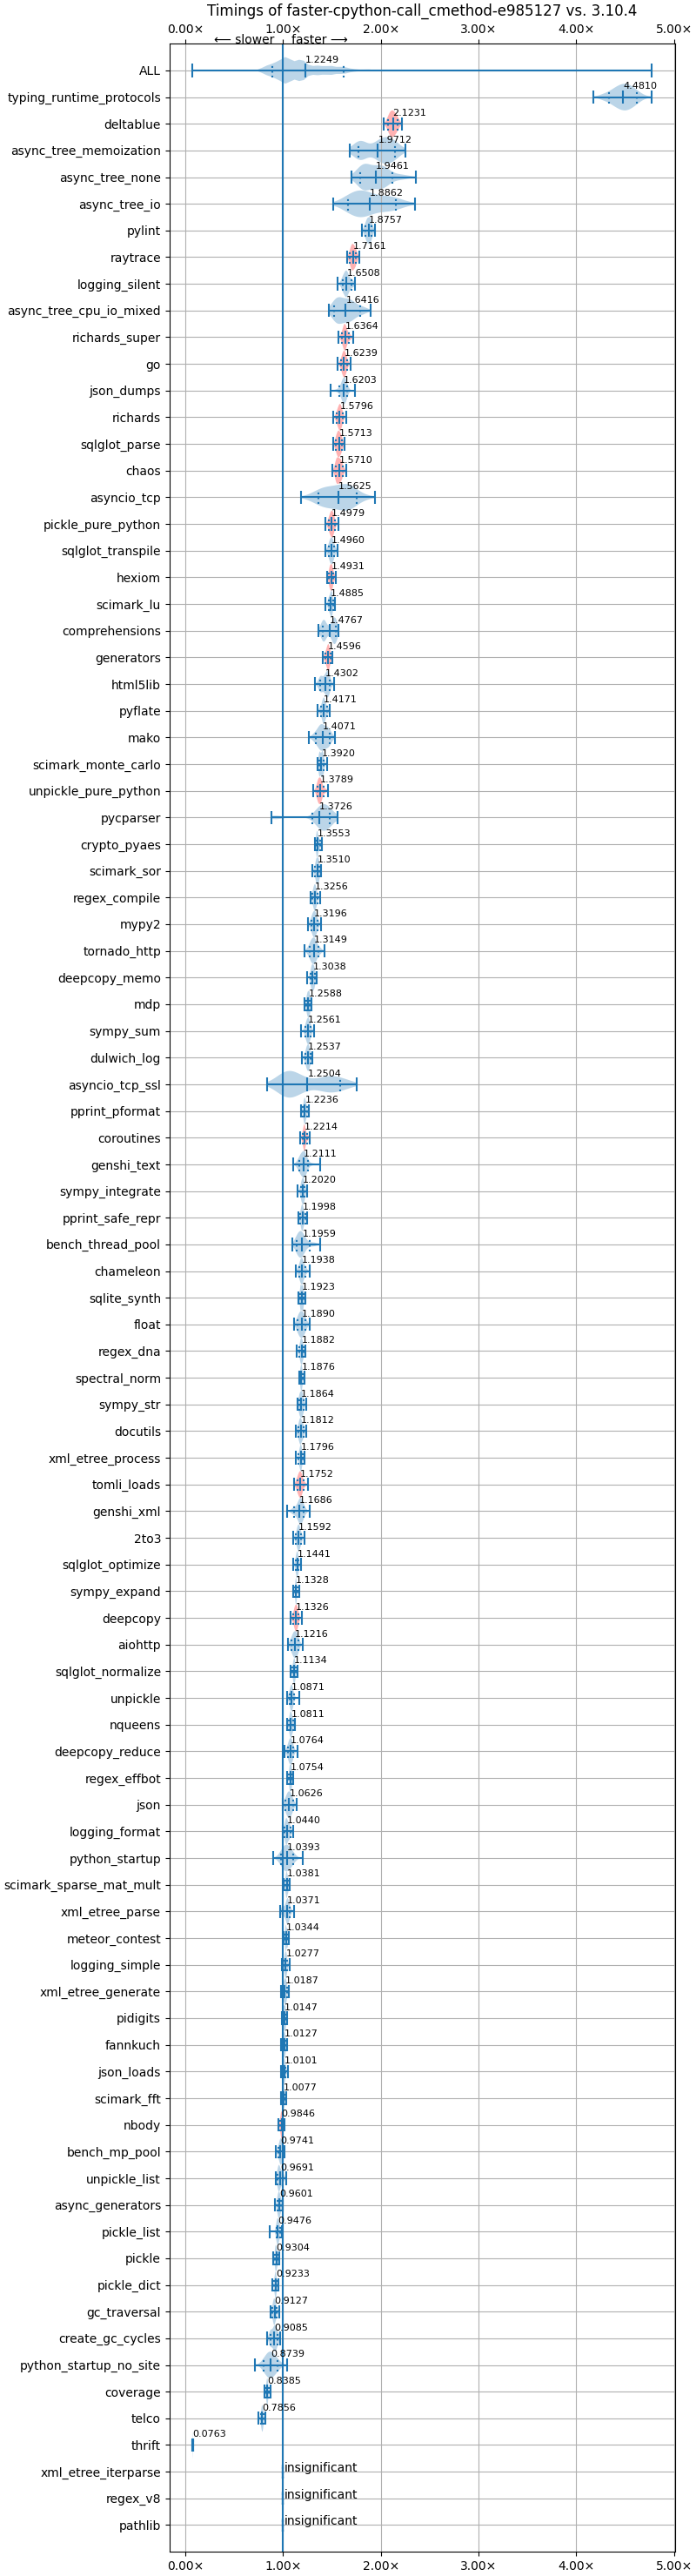 Timings of faster-cpython-call_cmethod-e985127 vs. 3.10.4
0.00× 1.00× 2.00× 3.00× 4.00× 5.00×
⟵ slower faster ⟶
ALL 1.2249
typing_runtime_protocols 4.4810
deltablue 2.1231
async_tree_memoization 1.9712
async_tree_none 1.9461
async_tree_io 1.8862
pylint 1.8757
raytrace 1.7161
logging_silent 1.6508
async_tree_cpu_io_mixed 1.6416
richards_super 1.6364
go 1.6239
json_dumps 1.6203
richards 1.5796
sqlglot_parse 1.5713
chaos 1.5710
asyncio_tcp 1.5625
pickle_pure_python 1.4979
sqlglot_transpile 1.4960
hexiom 1.4931
scimark_lu 1.4885
comprehensions 1.4767
generators 1.4596
html5lib 1.4302
pyflate 1.4171
mako 1.4071
scimark_monte_carlo 1.3920
unpickle_pure_python 1.3789
pycparser 1.3726
crypto_pyaes 1.3553
scimark_sor 1.3510
regex_compile 1.3256
mypy2 1.3196
tornado_http 1.3149
deepcopy_memo 1.3038
mdp 1.2588
sympy_sum 1.2561
dulwich_log 1.2537
asyncio_tcp_ssl 1.2504
pprint_pformat 1.2236
coroutines 1.2214
genshi_text 1.2111
sympy_integrate 1.2020
pprint_safe_repr 1.1998
bench_thread_pool 1.1959
chameleon 1.1938
sqlite_synth 1.1923
float 1.1890
regex_dna 1.1882
spectral_norm 1.1876
sympy_str 1.1864
docutils 1.1812
xml_etree_process 1.1796
tomli_loads 1.1752
genshi_xml 1.1686
2to3 1.1592
sqlglot_optimize 1.1441
sympy_expand 1.1328
deepcopy 1.1326
aiohttp 1.1216
sqlglot_normalize 1.1134
unpickle 1.0871
nqueens 1.0811
deepcopy_reduce 1.0764
regex_effbot 1.0754
json 1.0626
logging_format 1.0440
python_startup 1.0393
scimark_sparse_mat_mult 1.0381
xml_etree_parse 1.0371
meteor_contest 1.0344
logging_simple 1.0277
xml_etree_generate 1.0187
pidigits 1.0147
fannkuch 1.0127
json_loads 1.0101
scimark_fft 1.0077
nbody 0.9846
bench_mp_pool 0.9741
unpickle_list 0.9691
async_generators 0.9601
pickle_list 0.9476
pickle 0.9304
pickle_dict 0.9233
gc_traversal 0.9127
create_gc_cycles 0.9085
python_startup_no_site 0.8739
coverage 0.8385
telco 0.7856
thrift 0.0763
xml_etree_iterparse insignificant
regex_v8 insignificant
pathlib insignificant
0.00× 1.00× 2.00× 3.00× 4.00× 5.00×